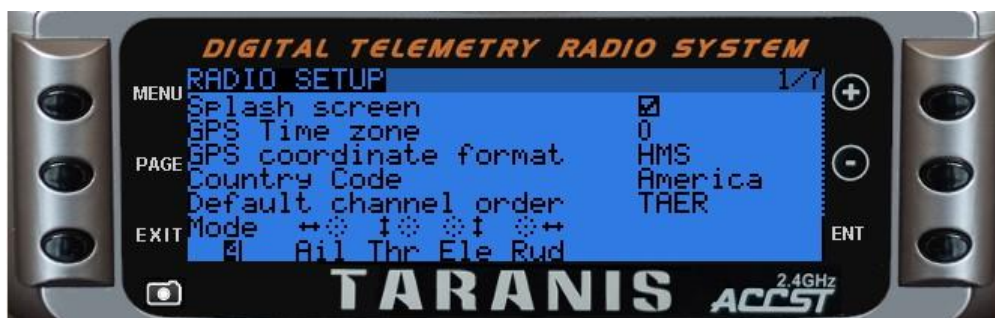 DIGITAL TELEMETRY RADIO SYSTEM
RADIO SETUP 1/7
MENU
Splash screen
GPS Time zone 0
PAGE
GPS coordinate format HMS
Country Code America
Default channel order TAER
EXIT
Mode
4 Ail Thr Ele Rud
+
-
ENT
TARANIS
2.4GHz
ACCST